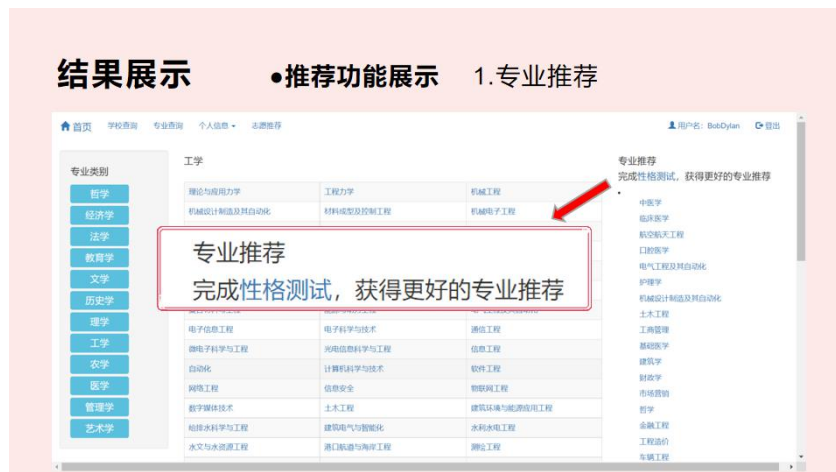 结果展示 ●推荐功能展示 1.专业推荐
首页 学校查询 专业查询 个人信息 志愿推荐 用户名：BobDylan 登出
专业类别
哲学
经济学
法学
教育学
文学
历史学
理学
工学
农学
医学
管理学
艺术学
工学
理论与应用力学 工程力学 机械工程
机械设计制造及其自动化 材料成型及控制工程 机械电子工程
专业推荐
完成性格测试，获得更好的专业推荐
电子信息工程 电子科学与技术 通信工程
微电子科学与工程 光电信息科学与工程 信息工程
自动化 计算机科学与技术 软件工程
网络工程 信息安全 物联网工程
数字媒体技术 土木工程 建筑环境与能源应用工程
给排水科学与工程 建筑电气与智能化 水利水电工程
水文与水资源工程 港口航道与海岸工程 测绘工程
专业推荐
完成性格测试，获得更好的专业推荐
中医学
临床医学
航空航天工程
口腔医学
电气工程及其自动化
护理学
机械设计制造及其自动化
土木工程
工商管理
基础医学
建筑学
财政学
市场营销
哲学
金融工程
工程造价
车辆工程